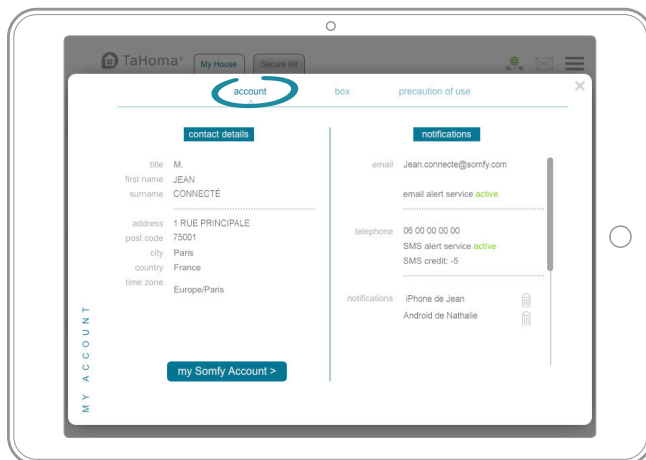 TaHoma®
My House
Secure Kit
account
box
precaution of use
contact details
title M.
first name JEAN
surname CONNECTÉ
address 1 RUE PRINCIPALE
post code 75001
city Paris
country France
time zone Europe/Paris
my Somfy Account >
MY ACCOUNT
notifications
email Jean.connecte@somfy.com
email alert service active
telephone 06 00 00 00 00
SMS alert service active
SMS credit: -5
notifications iPhone de Jean
Android de Nathalie